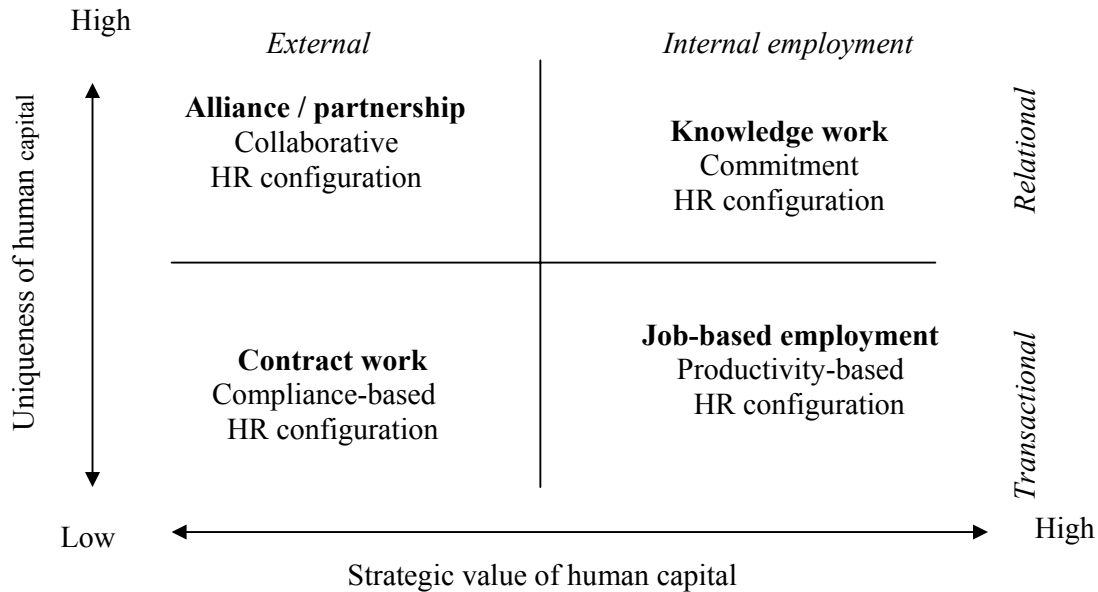 High
External
Internal employment
Alliance / partnership
Collaborative
HR configuration
Knowledge work
Commitment
HR configuration
Relational
Uniqueness of human capital
Contract work
Compliance-based
HR configuration
Job-based employment
Productivity-based
HR configuration
Transactional
Low
High
Strategic value of human capital